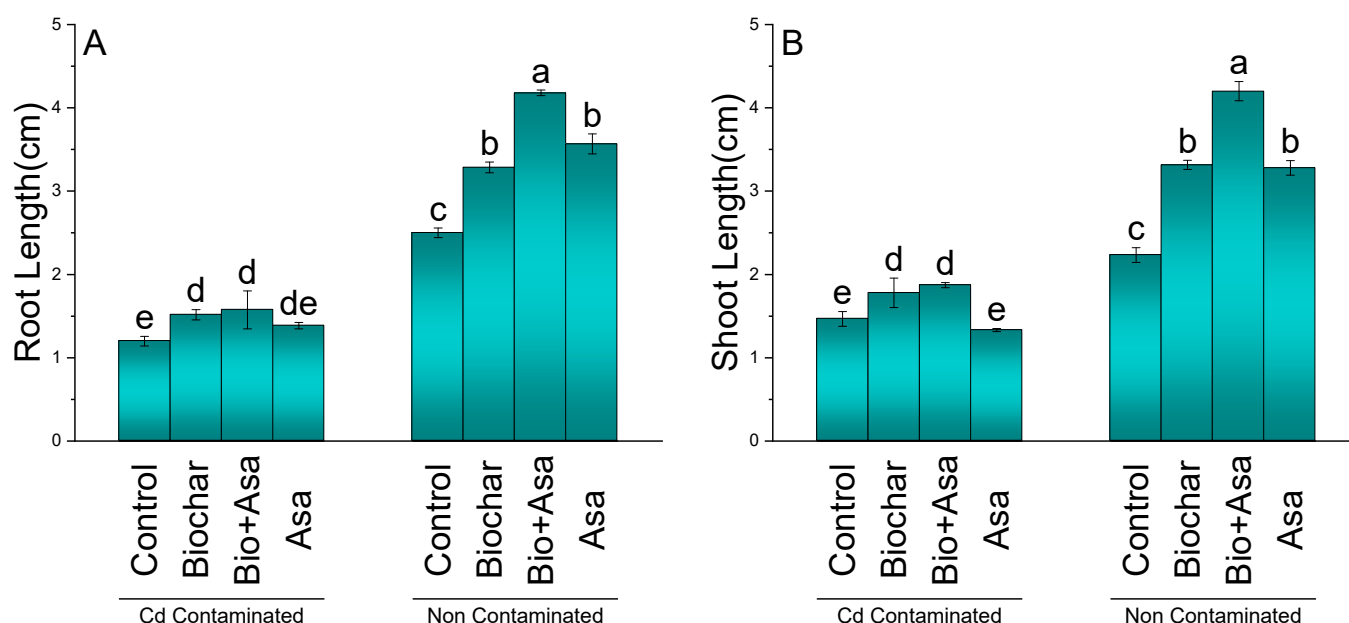 A
Root Length(cm)
5
4
3
2
1
0
e
d
d
de
c
b
a
b
Control
Biochar
Bio+Asa
Asa
Control
Biochar
Bio+Asa
Asa
Cd Contaminated
Non Contaminated
B
Shoot Length(cm)
5
4
3
2
1
0
e
d
d
e
c
b
a
b
Control
Biochar
Bio+Asa
Asa
Control
Biochar
Bio+Asa
Asa
Cd Contaminated
Non Contaminated